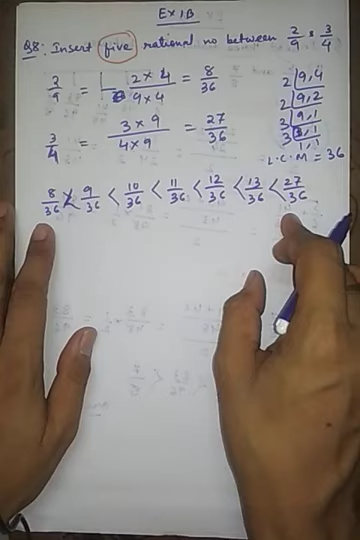 Ex 1B
Q8: Insert five rational no between 2/9 & 3/4
2/9 = 2×4/9×4 = 8/36
3/4 = 3×9/4×9 = 27/36
2 | 9, 4
2 | 9, 2
3 | 9, 1
3 | 3, 1
1, 1
L.C.M = 36
8/36 < 9/36 < 10/36 < 11/36 < 12/36 < 13/36 < 27/36